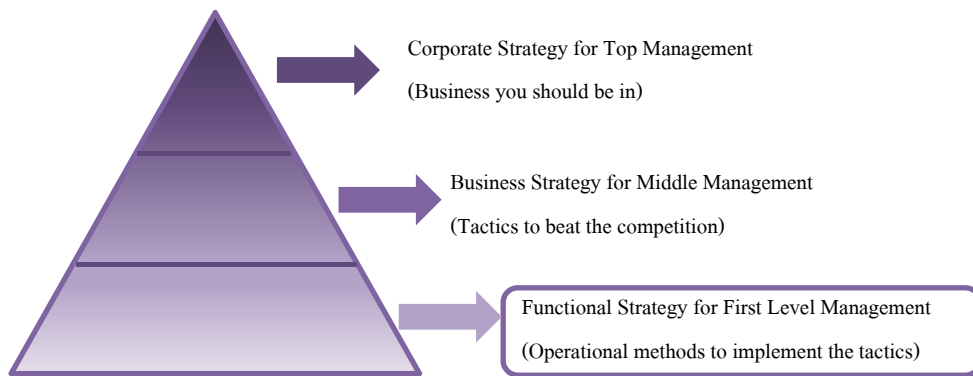 Corporate Strategy for Top Management
(Business you should be in)
Business Strategy for Middle Management
(Tactics to beat the competition)
Functional Strategy for First Level Management
(Operational methods to implement the tactics)